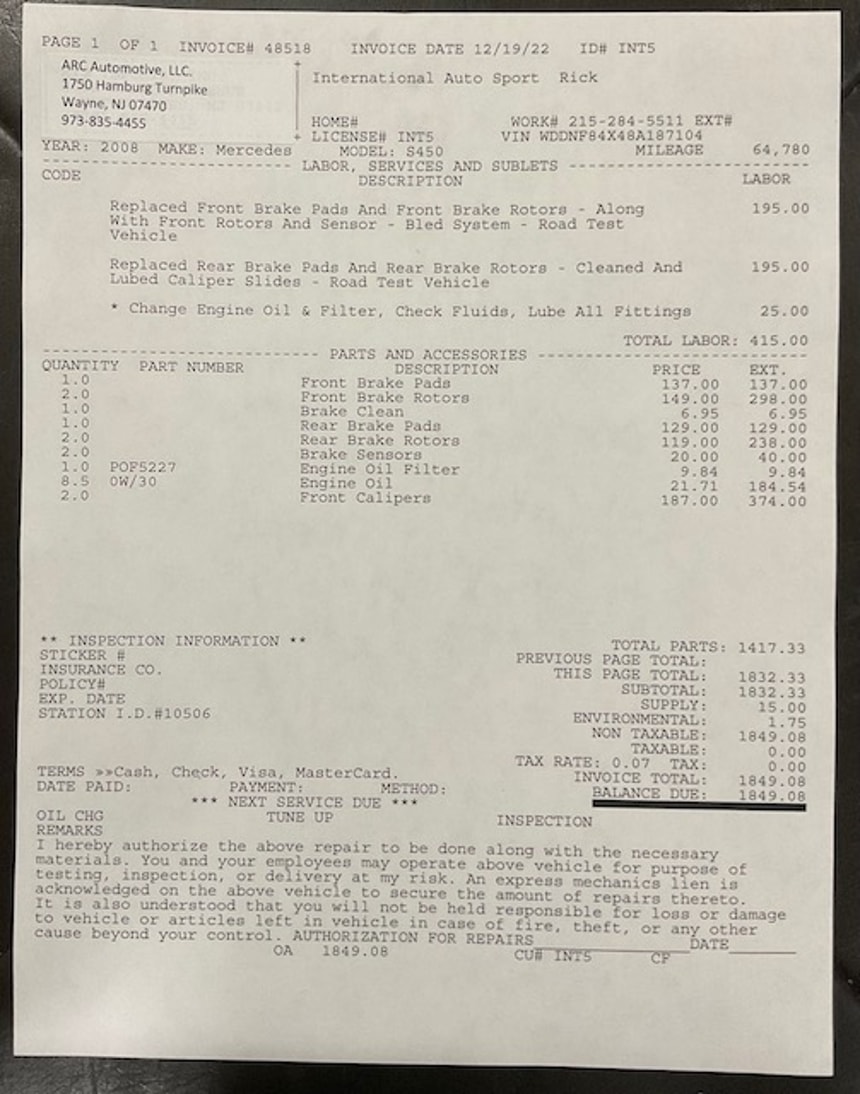 PAGE 1 OF 1 INVOICE# 48518 INVOICE DATE 12/19/22 ID# INT5
ARC Automotive, LLC.
1750 Hamburg Turnpike
Wayne, NJ 07470
973-835-4455
International Auto Sport Rick
HOME# WORK# 215-284-5511 EXT#
LICENSE# INT5 VIN WDDNF84X48A187104
YEAR: 2008 MAKE: Mercedes MODEL: S450 MILEAGE 64,780
LABOR, SERVICES AND SUBLETS
CODE DESCRIPTION LABOR
Replaced Front Brake Pads And Front Brake Rotors - Along 195.00
With Front Rotors And Sensor - Bled System - Road Test
Vehicle
Replaced Rear Brake Pads And Rear Brake Rotors - Cleaned And 195.00
Lubed Caliper Slides - Road Test Vehicle
* Change Engine Oil & Filter, Check Fluids, Lube All Fittings 25.00
TOTAL LABOR: 415.00
PARTS AND ACCESSORIES
QUANTITY PART NUMBER DESCRIPTION PRICE EXT.
1.0 Front Brake Pads 137.00 137.00
2.0 Front Brake Rotors 149.00 298.00
1.0 Brake Clean 6.95 6.95
1.0 Rear Brake Pads 129.00 129.00
2.0 Rear Brake Rotors 119.00 238.00
2.0 Brake Sensors 20.00 40.00
1.0 POF5227 Engine Oil Filter 9.84 9.84
8.5 0W/30 Engine Oil 21.71 184.54
2.0 Front Calipers 187.00 374.00
** INSPECTION INFORMATION ** TOTAL PARTS: 1417.33
STICKER # PREVIOUS PAGE TOTAL:
INSURANCE CO. THIS PAGE TOTAL: 1832.33
POLICY# SUBTOTAL: 1832.33
EXP. DATE SUPPLY: 15.00
STATION I.D.#10506 ENVIRONMENTAL: 1.75
NON TAXABLE: 1849.08
TAXABLE: 0.00
TAX RATE: 0.07 TAX: 0.00
TERMS »»Cash, Check, Visa, MasterCard. INVOICE TOTAL: 1849.08
DATE PAID: PAYMENT: METHOD: BALANCE DUE: 1849.08
*** NEXT SERVICE DUE ***
OIL CHG TUNE UP INSPECTION
REMARKS
I hereby authorize the above repair to be done along with the necessary
materials. You and your employees may operate above vehicle for purpose of
testing, inspection, or delivery at my risk. An express mechanics lien is
acknowledged on the above vehicle to secure the amount of repairs thereto.
It is also understood that you will not be held responsible for loss or damage
to vehicle or articles left in vehicle in case of fire, theft, or any other
cause beyond your control. AUTHORIZATION FOR REPAIRS DATE
OA 1849.08 CU# INT5 CP